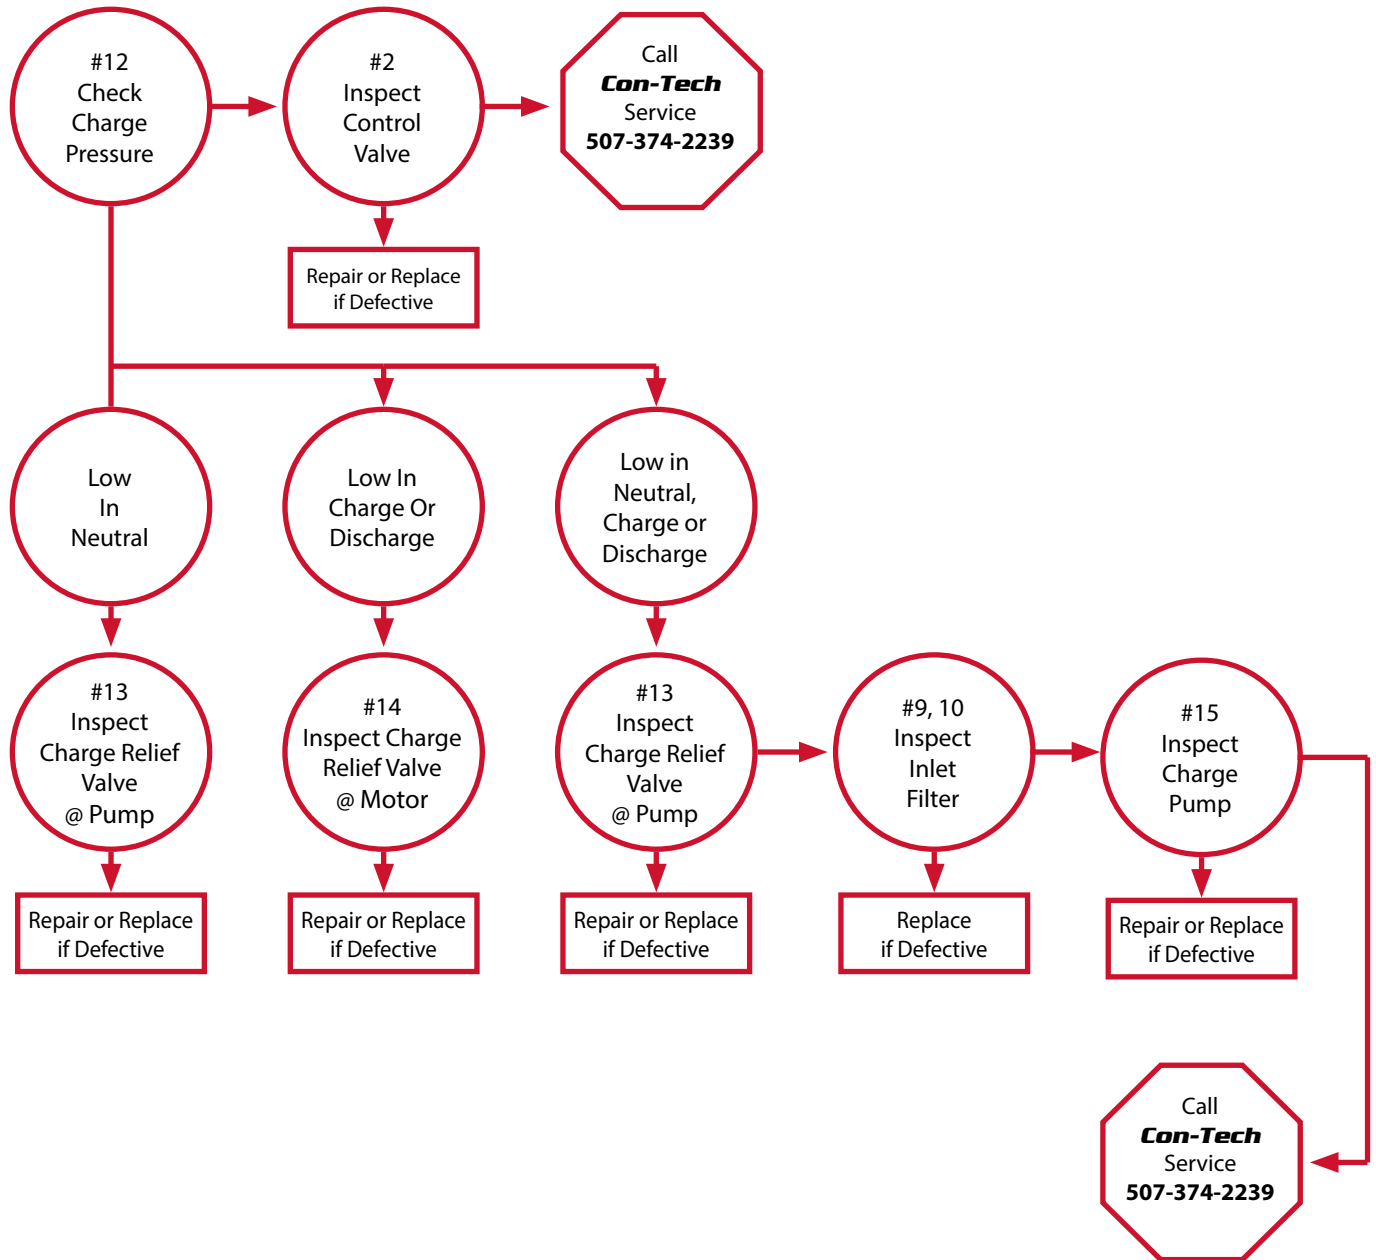 #12
Check
Charge
Pressure
#2
Inspect
Control
Valve
Call
Con-Tech
Service
507-374-2239
Repair or Replace
if Defective
Low
In
Neutral
Low In
Charge Or
Discharge
Low in
Neutral,
Charge or
Discharge
#13
Inspect
Charge Relief
Valve
@ Pump
#14
Inspect Charge
Relief Valve
@ Motor
#13
Inspect
Charge Relief
Valve
@ Pump
#9, 10
Inspect
Inlet
Filter
#15
Inspect
Charge
Pump
Repair or Replace
if Defective
Repair or Replace
if Defective
Repair or Replace
if Defective
Replace
if Defective
Repair or Replace
if Defective
Call
Con-Tech
Service
507-374-2239